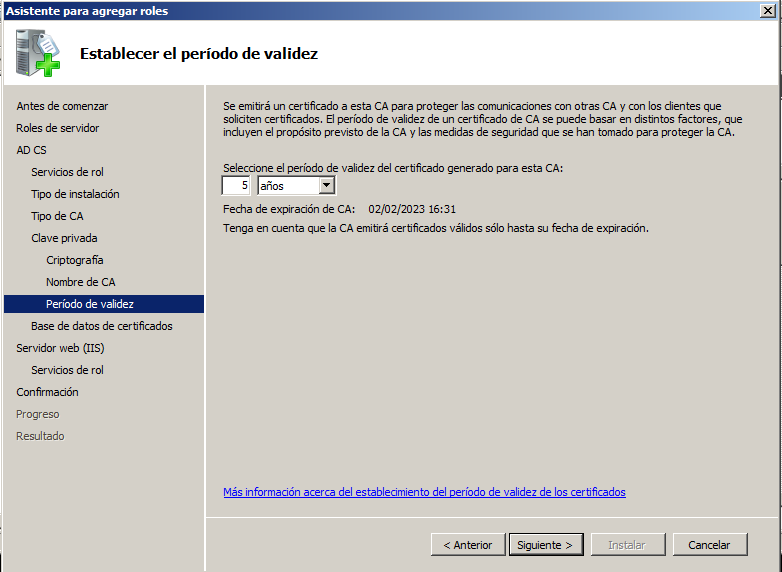 Asistente para agregar roles
Establecer el período de validez
Antes de comenzar
Roles de servidor
AD CS
Servicios de rol
Tipo de instalación
Tipo de CA
Clave privada
Criptografía
Nombre de CA
Período de validez
Base de datos de certificados
Servidor web (IIS)
Servicios de rol
Confirmación
Progreso
Resultado
Se emitirá un certificado a esta CA para proteger las comunicaciones con otras CA y con los clientes que
soliciten certificados. El período de validez de un certificado de CA se puede basar en distintos factores, que
incluyen el propósito previsto de la CA y las medidas de seguridad que se han tomado para proteger la CA.
Seleccione el período de validez del certificado generado para esta CA:
5 años
Fecha de expiración de CA: 02/02/2023 16:31
Tenga en cuenta que la CA emitirá certificados válidos sólo hasta su fecha de expiración.
Más información acerca del establecimiento del período de validez de los certificados
< Anterior Siguiente > Instalar Cancelar